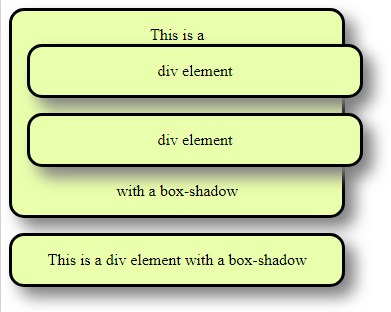 This is a
div element
div element
with a box-shadow
This is a div element with a box-shadow